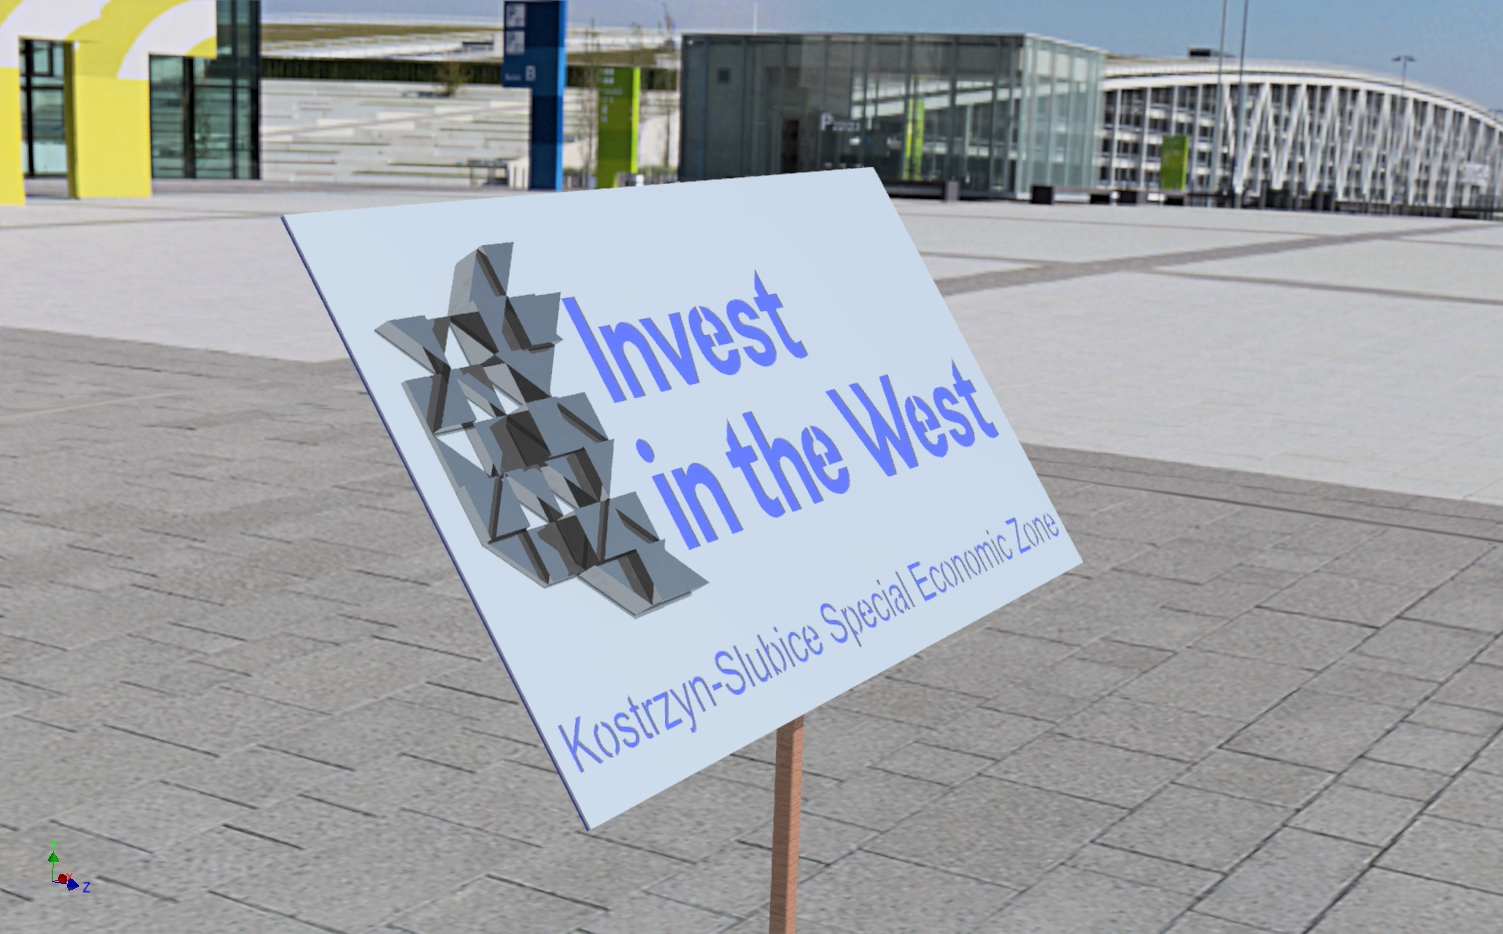 Invest
in the West
Kostrzyn-Slubice Special Economic Zone
Z